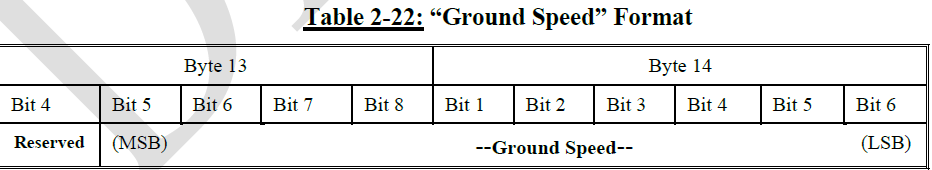 Table 2-22: “Ground Speed” Format
Byte 13 Byte 14
Bit 4 Bit 5 Bit 6 Bit 7 Bit 8 Bit 1 Bit 2 Bit 3 Bit 4 Bit 5 Bit 6
Reserved (MSB) --Ground Speed-- (LSB)